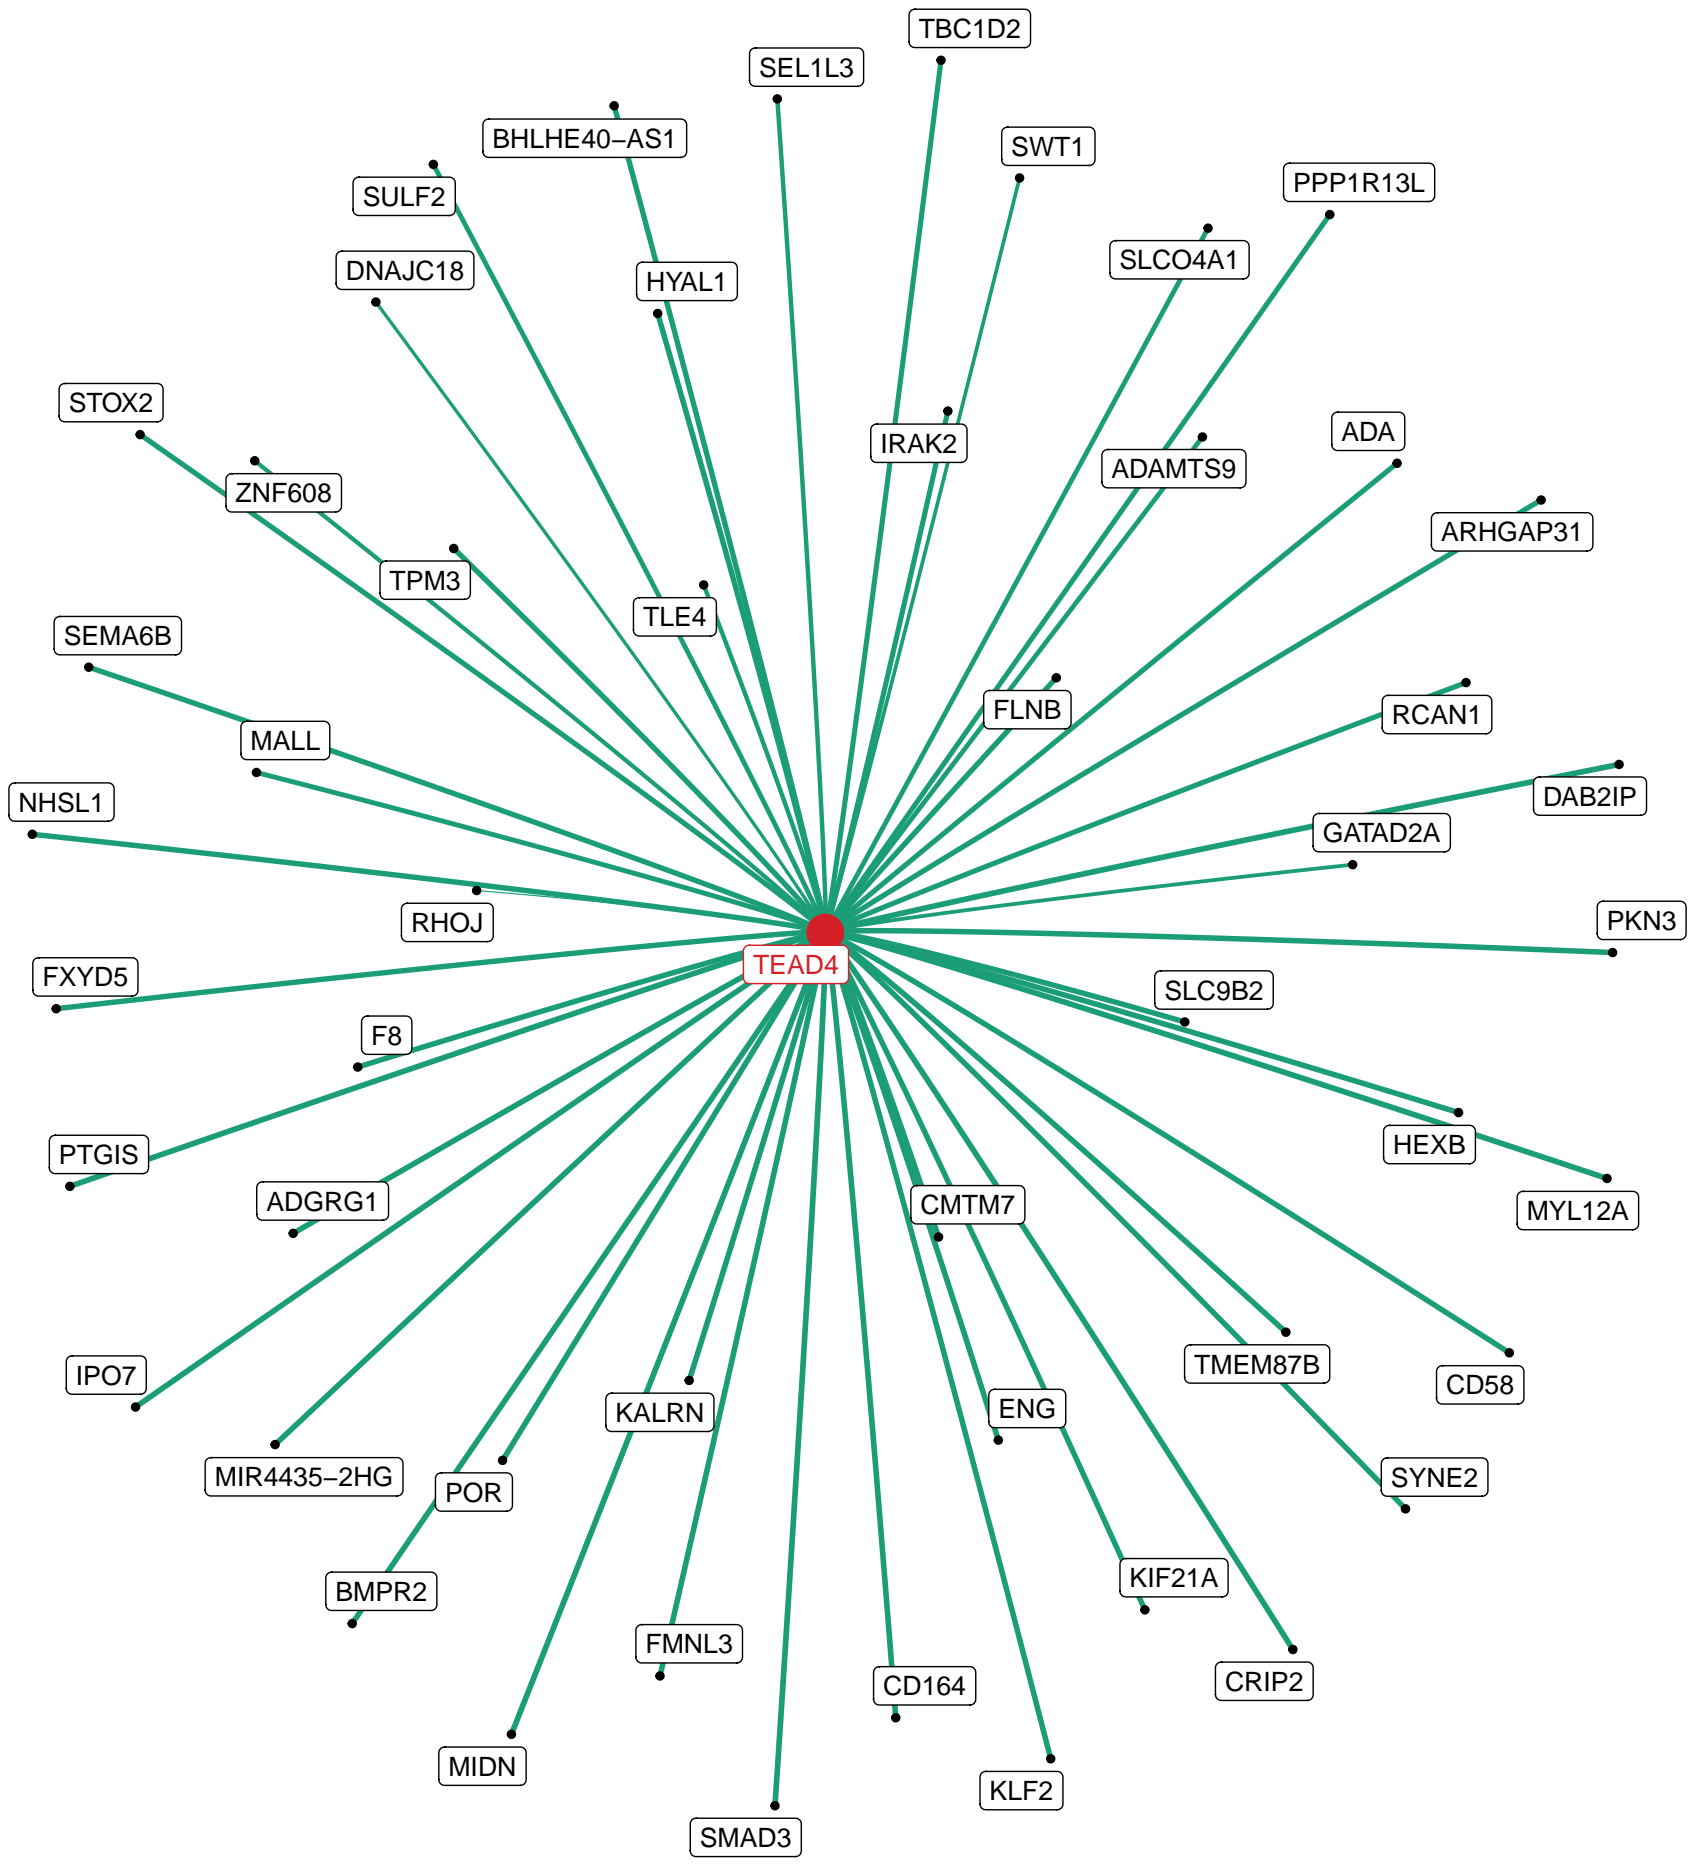 TBC1D2
SEL1L3
BHLHE40−AS1
SWT1
PPP1R13L
SULF2
SLCO4A1
DNAJC18
HYAL1
STOX2
ADA
IRAK2
ADAMTS9
ZNF608
ARHGAP31
TPM3
TLE4
SEMA6B
FLNB
RCAN1
MALL
DAB2IP
NHSL1
GATAD2A
RHOJ
PKN3
TEAD4
FXYD5
SLC9B2
F8
HEXB
PTGIS
ADGRG1
CMTM7
MYL12A
TMEM87B
IPO7
CD58
ENG
KALRN
MIR4435−2HG
SYNE2
POR
KIF21A
BMPR2
FMNL3
CRIP2
CD164
MIDN
KLF2
SMAD3